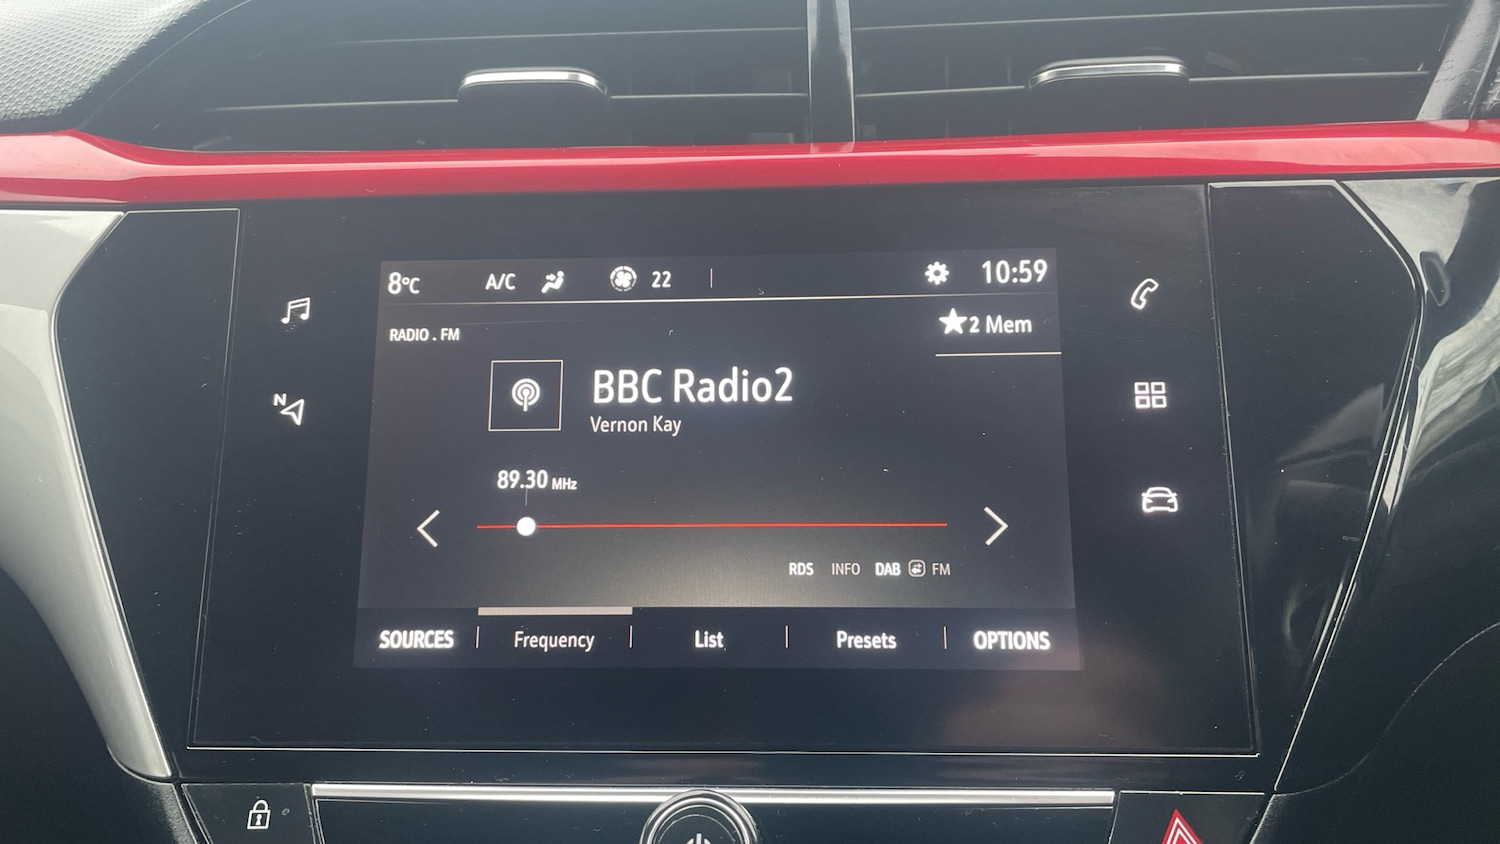 8°C A/C 22 10:59
RADIO . FM
2 Mem
BBC Radio2
Vernon Kay
N
89.30 MHz
RDS INFO DAB FM
SOURCES Frequency List Presets OPTIONS